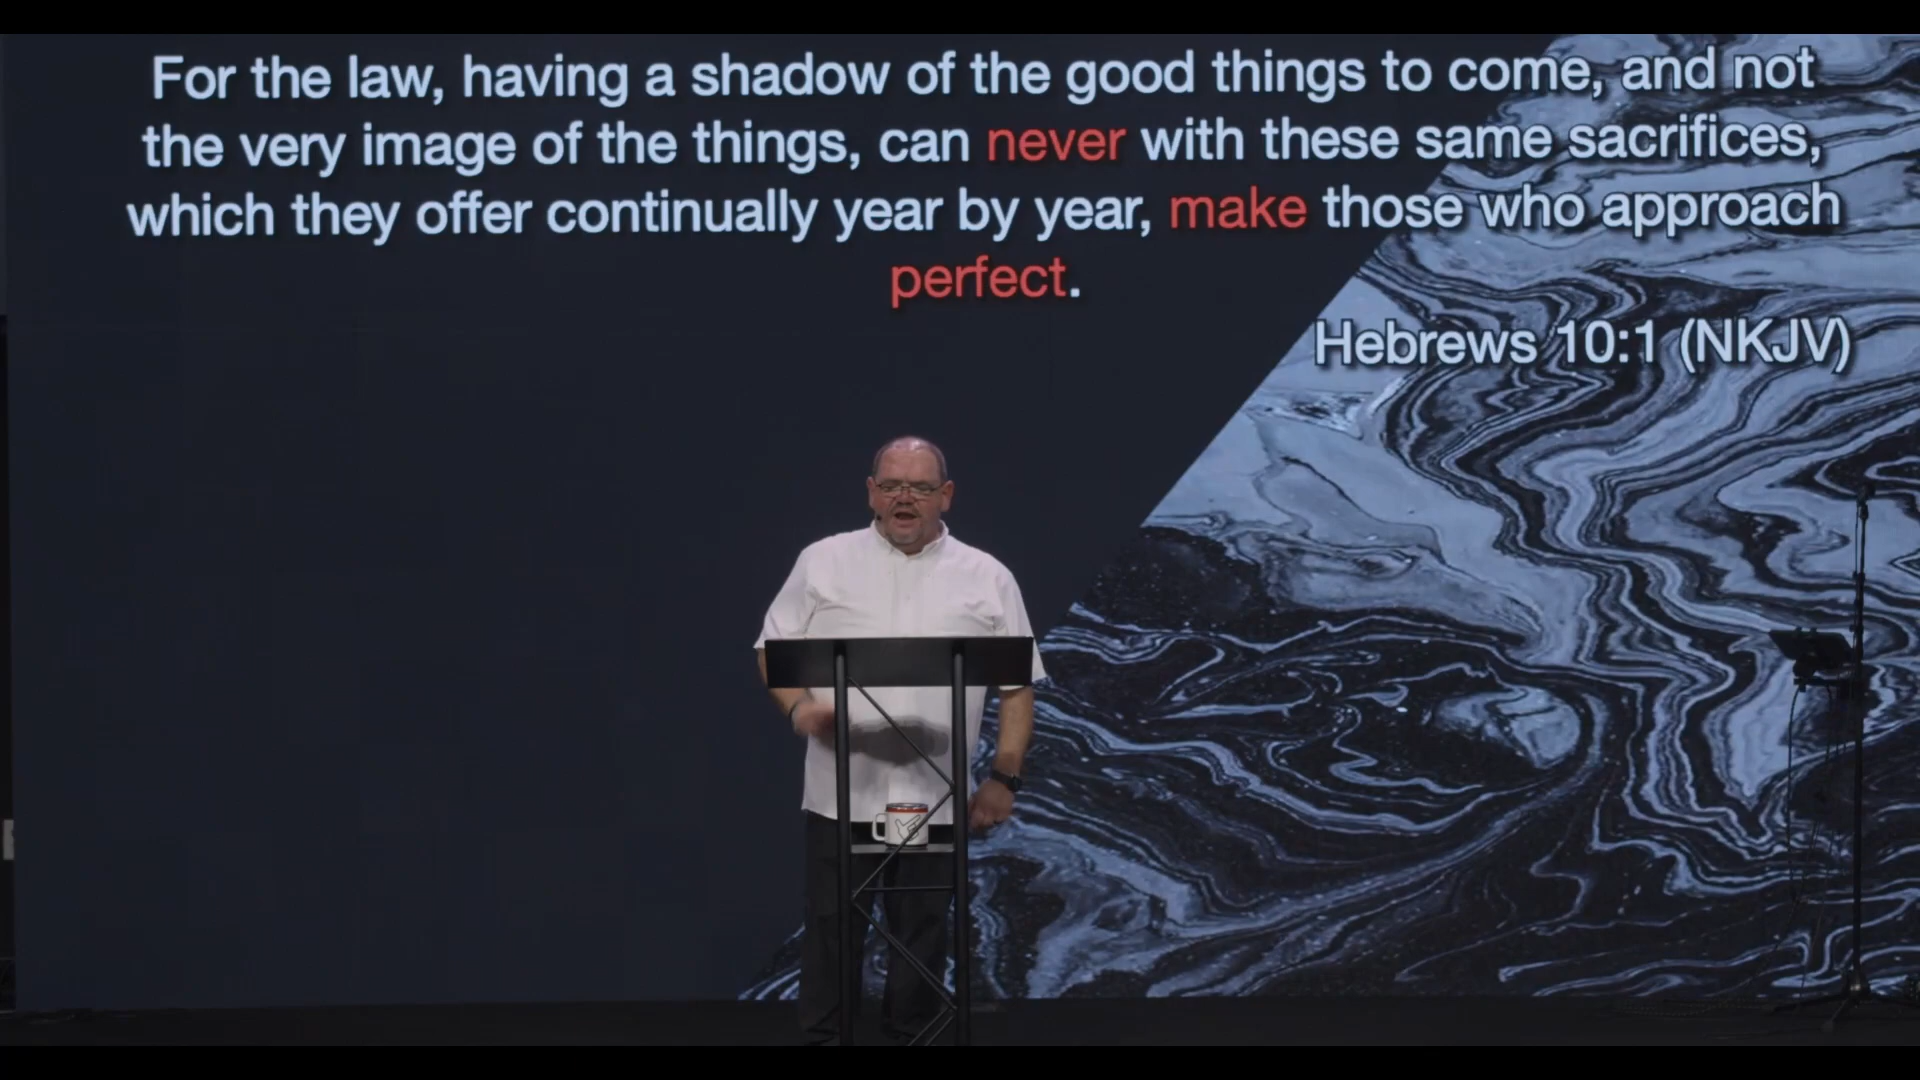 For the law, having a shadow of the good things to come, and not
the very image of the things, can never with these same sacrifices,
which they offer continually year by year, make those who approach
perfect.
Hebrews 10:1 (NKJV)